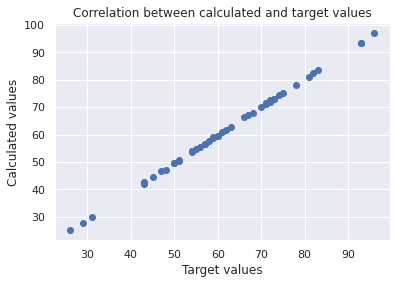 Correlation between calculated and target values
100
90
80
70
60
50
40
30
Calculated values
30 40 50 60 70 80 90
Target values